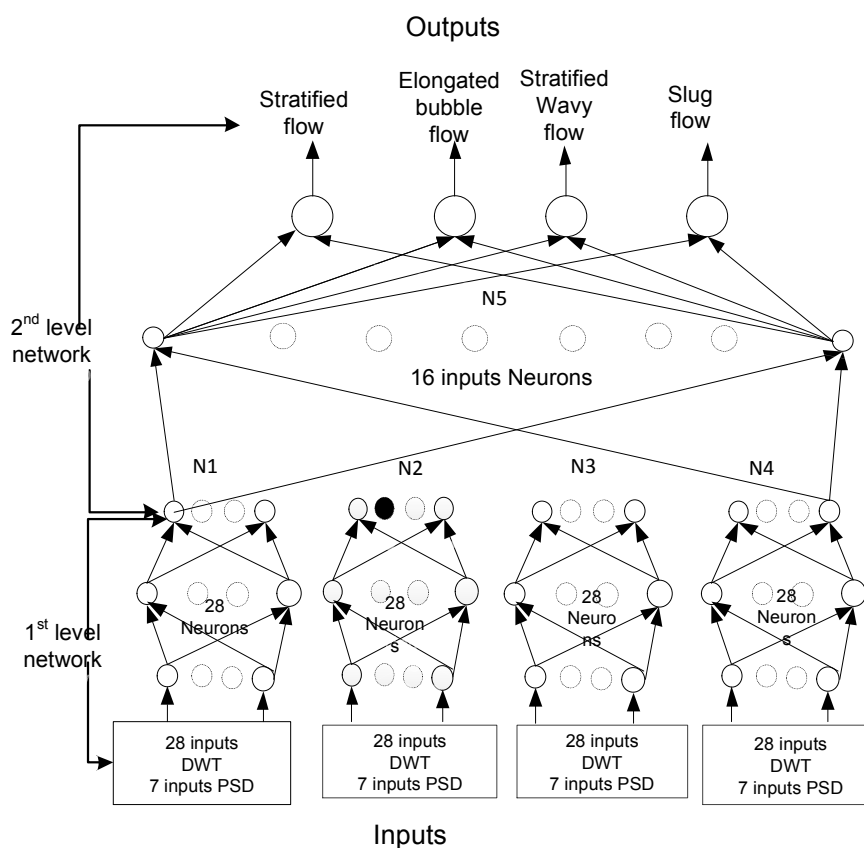 Outputs
Stratified
flow
Elongated
bubble
flow
Stratified
Wavy
flow
Slug
flow
N5
2nd level
network
16 inputs Neurons
N1
N2
N3
N4
1st level
network
28
Neurons
28
Neuron
s
28
Neuro
ns
28
Neuron
s
28 inputs
DWT
7 inputs PSD
28 inputs
DWT
7 inputs PSD
28 inputs
DWT
7 inputs PSD
28 inputs
DWT
7 inputs PSD
Inputs